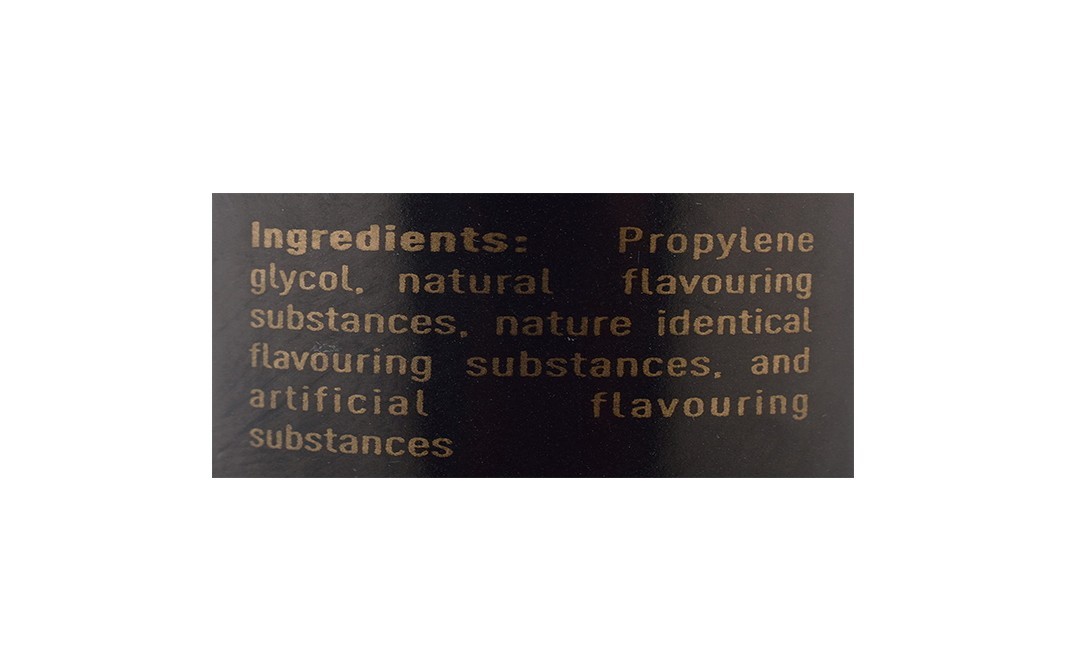 Ingredients: Propylene
glycol, natural flavouring
substances, nature identical
flavouring substances, and
artificial flavouring
substances